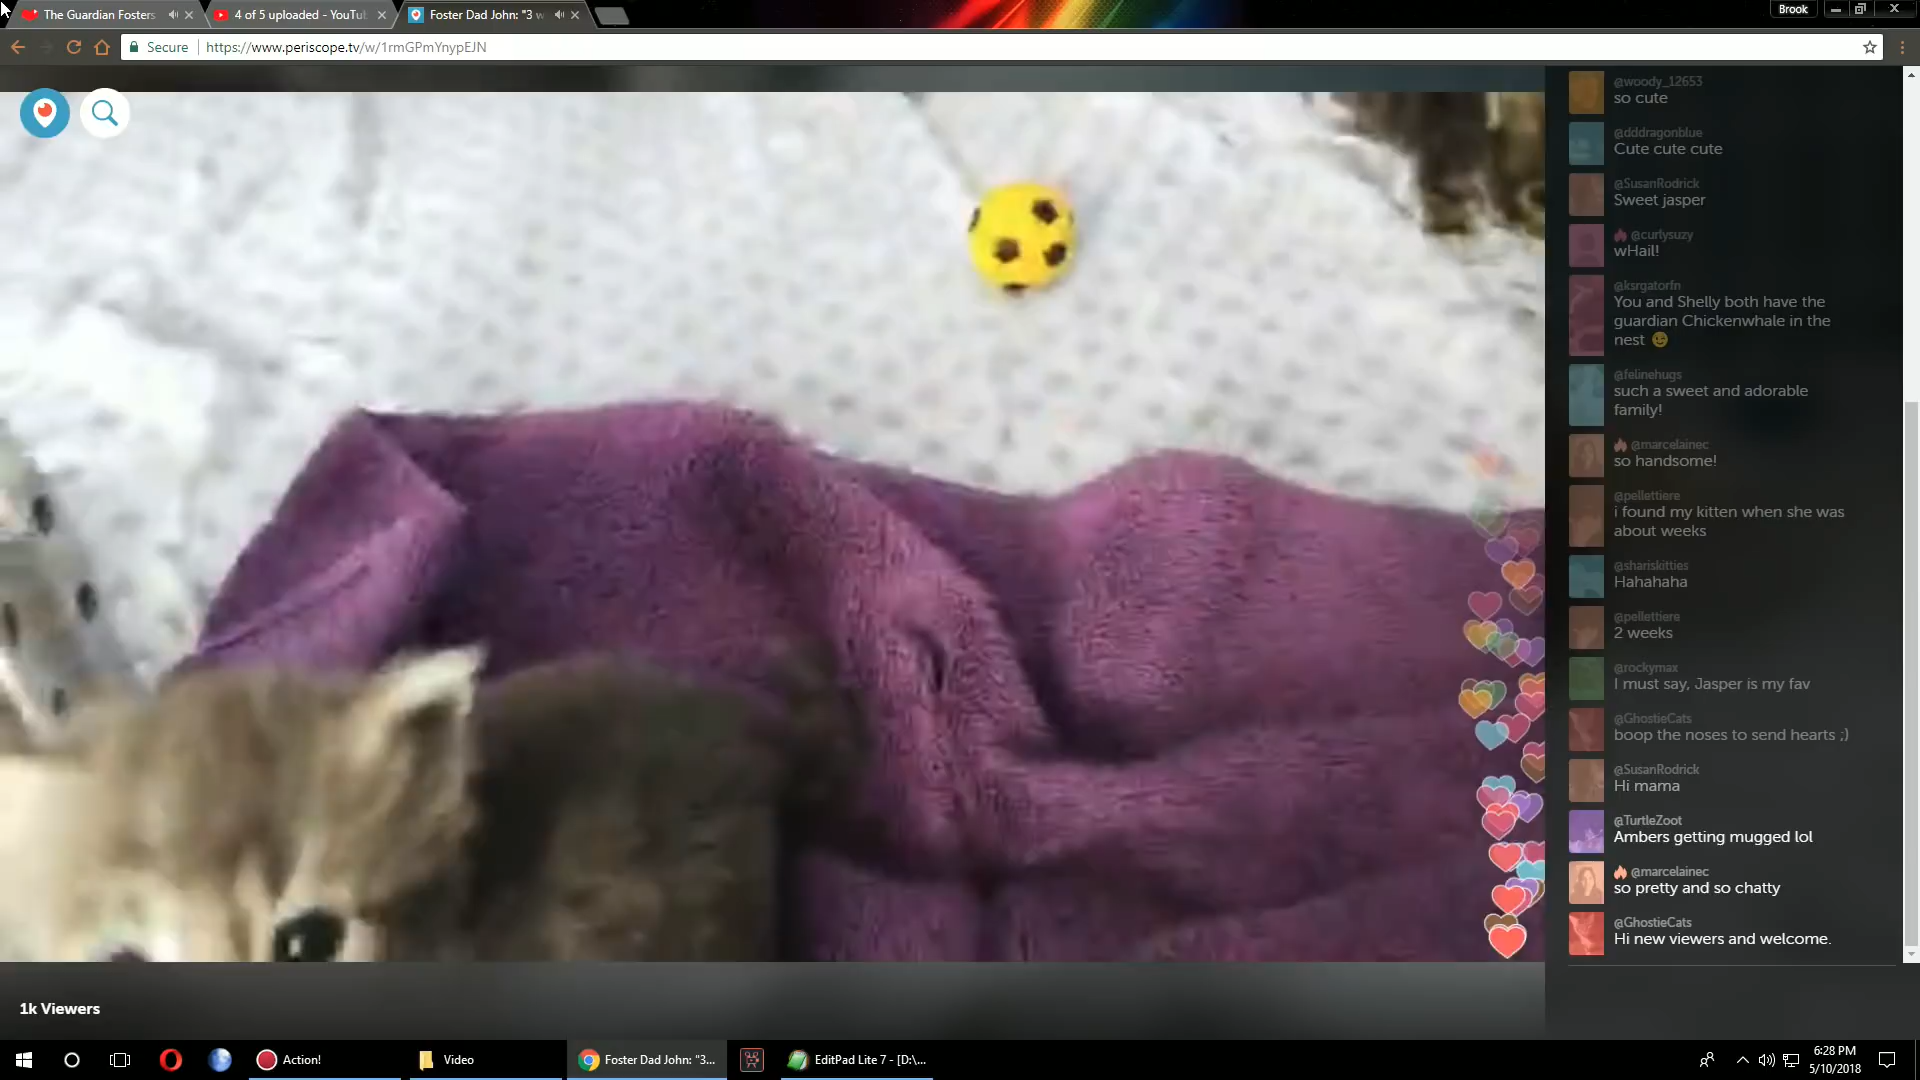 The Guardian Fosters
4 of 5 uploaded - YouTu
Foster Dad John: "3 w
Brook
Secure
https://www.periscope.tv/w/1rmGPmYnypEJN
@woody_12653
so cute
@dddragonblue
Cute cute cute
@SusanRodrick
Sweet jasper
@curlysuzy
wHail!
@ksrgatorfn
You and Shelly both have the
guardian Chickenwhale in the
nest 😉
@felinehugs
such a sweet and adorable
family!
@marcelainec
so handsome!
@pellettiere
i found my kitten when she was
about weeks
@shariskitties
Hahahaha
@pellettiere
2 weeks
@rockymax
I must say, Jasper is my fav
@GhostieCats
boop the noses to send hearts ;)
@SusanRodrick
Hi mama
@TurtleZoot
Ambers getting mugged lol
@marcelainec
so pretty and so chatty
@GhostieCats
Hi new viewers and welcome.
1k Viewers
Action!
Video
Foster Dad John: "3...
EditPad Lite 7 - [D:\...
6:28 PM
5/10/2018